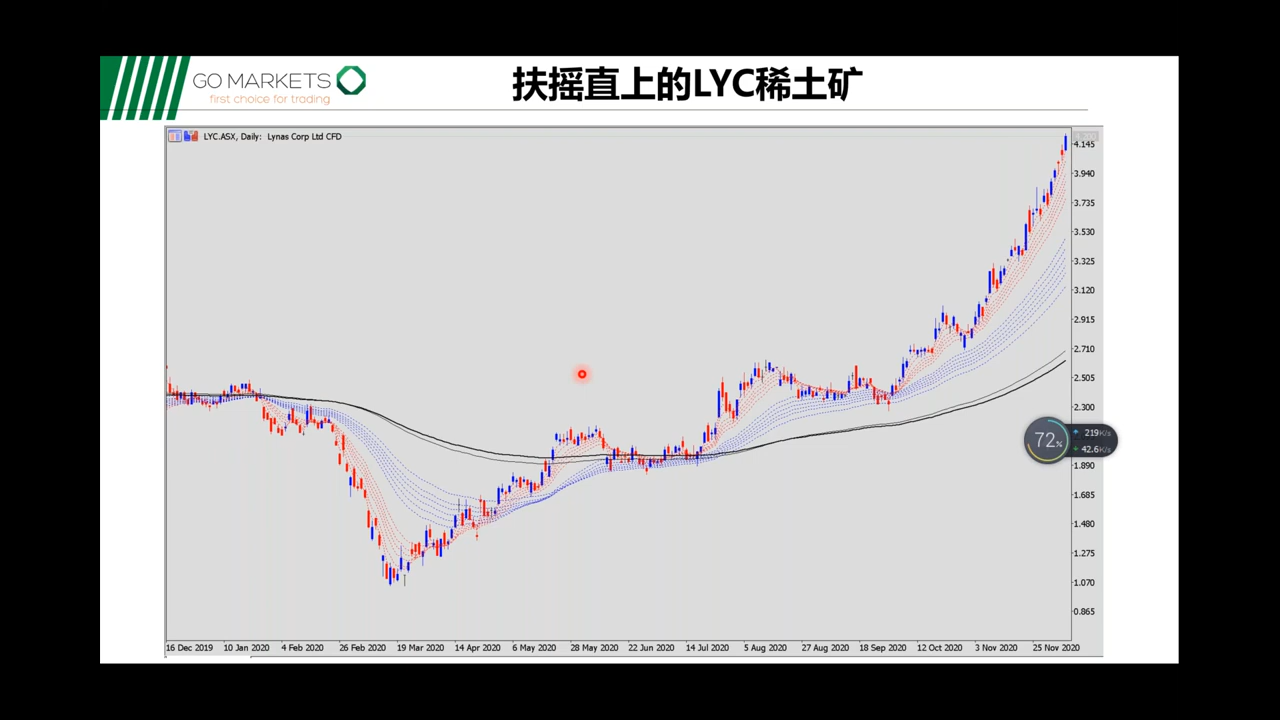 GO MARKETS
first choice for trading
扶摇直上的LYC稀土矿
LYC.ASX, Daily: Lynas Corp Ltd CFD
4.145
3.940
3.735
3.530
3.325
3.120
2.915
2.710
2.505
2.300
1.890
1.685
1.480
1.275
1.070
0.865
72%
219K/s
42.6K/s
16 Dec 2019 10 Jan 2020 4 Feb 2020 26 Feb 2020 19 Mar 2020 14 Apr 2020 6 May 2020 28 May 2020 22 Jun 2020 14 Jul 2020 5 Aug 2020 27 Aug 2020 18 Sep 2020 12 Oct 2020 3 Nov 2020 25 Nov 2020